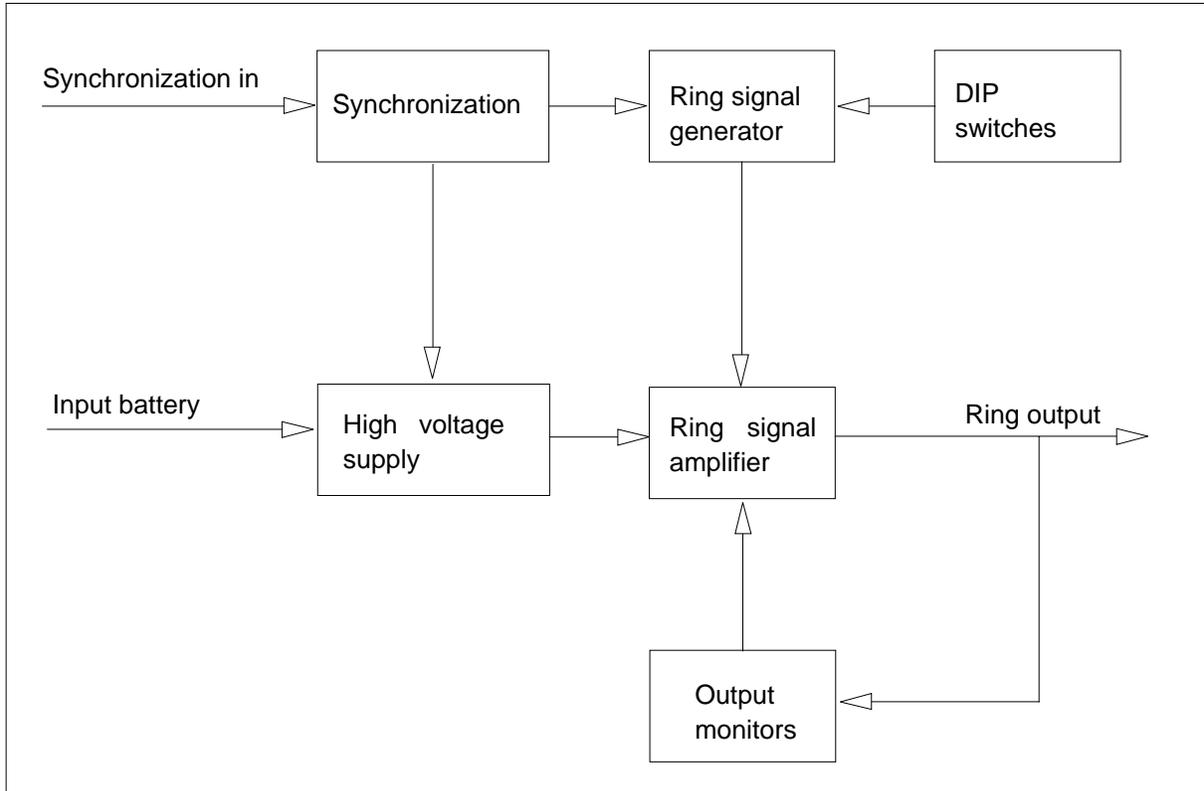 Synchronization in
Synchronization
Ring signal
generator
DIP
switches
Input battery
High voltage
supply
Ring signal
amplifier
Ring output
Output
monitors